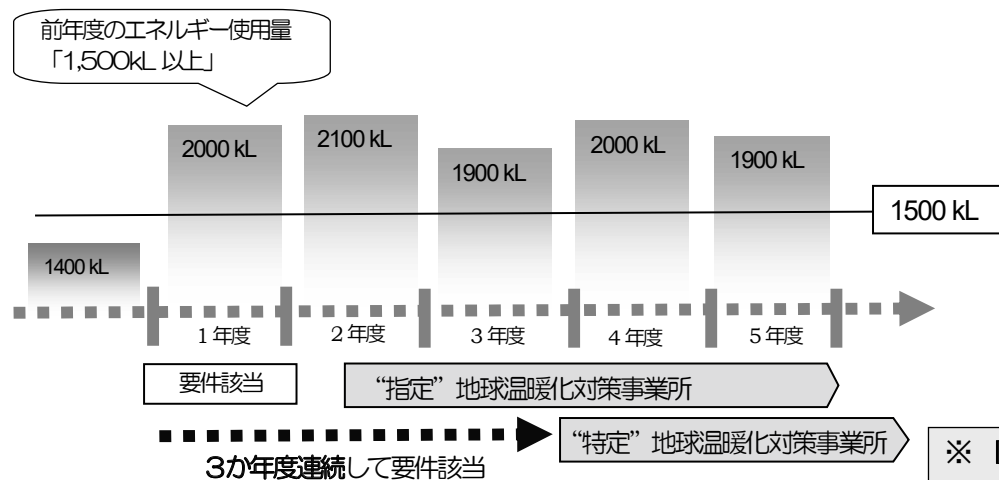 前年度のエネルギー使用量
「1,500kL 以上」
2000 kL
2100 kL
1900 kL
2000 kL
1900 kL
1500 kL
1400 kL
1年度
2年度
3年度
4年度
5年度
要件該当
“指定”地球温暖化対策事業所
“特定”地球温暖化対策事業所
3か年度連続して要件該当
※